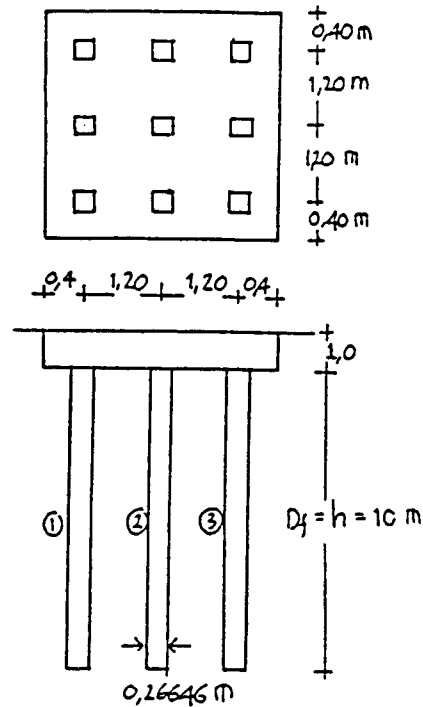 0,40 m
1,20 m
1,20 m
0,40 m
0,4 1,20 1,20 0,4
1,0
① ② ③
Df = h = 10 m
0,26646 m